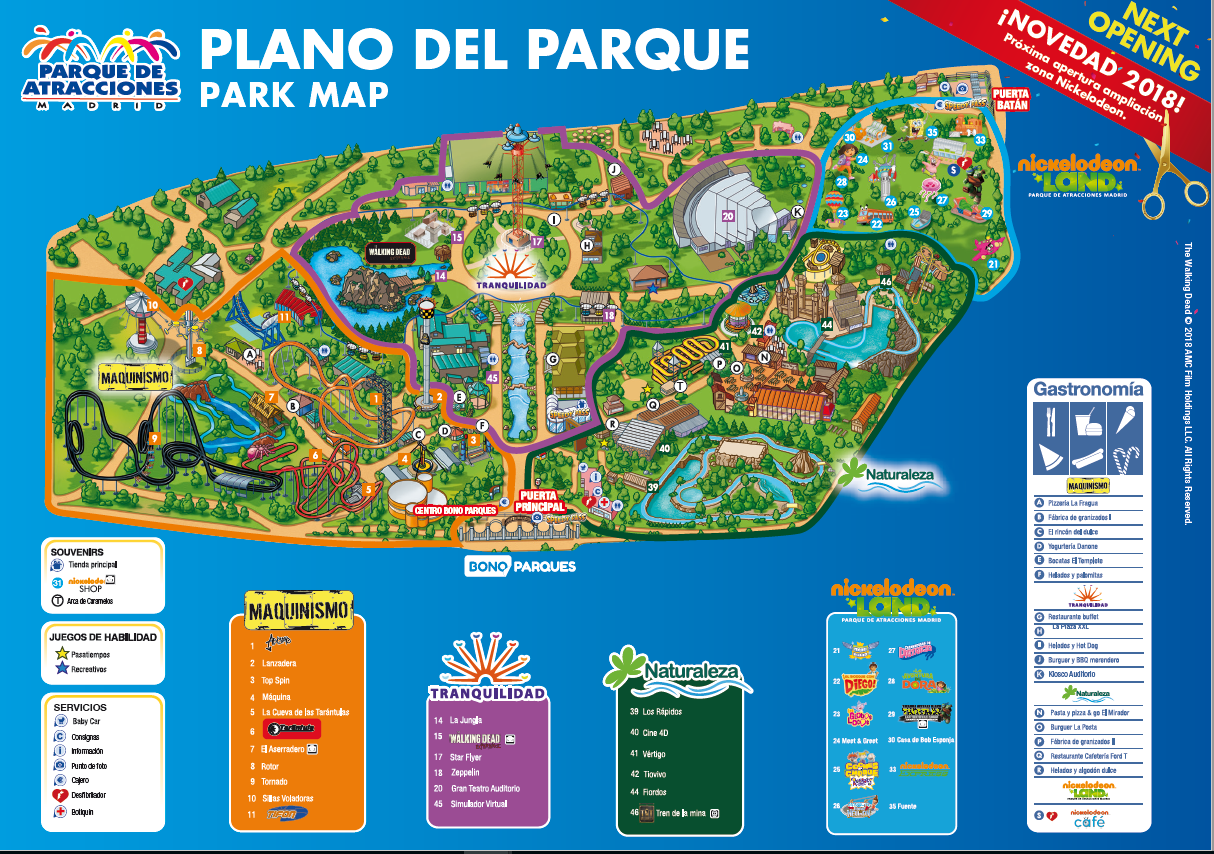 PARQUE DE
ATRACCIONES
MADRID
PLANO DEL PARQUE
PARK MAP
NEXT
OPENING
¡NOVEDAD 2018!
Próxima apertura ampliación
zona Nickelodeon.
PUERTA
BATÁN
nickelodeon
LAND
PARQUE DE ATRACCIONES MADRID
The Walking Dead © 2018 AMC Film Holdings LLC. All Rights Reserved.
WALKING DEAD
TRANQUILIDAD
MAQUINISMO
Naturaleza
PUERTA
PRINCIPAL
CENTRO BONO PARQUES
BONO PARQUES
SOUVENIRS
Tienda principal
31 nickelodeon
SHOP
T Arca de Caramelos
JUEGOS DE HABILIDAD
Pasatiempos
Recreativos
SERVICIOS
Baby Car
Consignas
Información
Punto de foto
Cajero
Desfibrilador
Botiquín
MAQUINISMO
1 Abismo
2 Lanzadera
3 Top Spin
4 Máquina
5 La Cueva de las Tarántulas
6 Tarántula
7 El Aserradero
8 Rotor
9 Tornado
10 Sillas Voladoras
11 TIFÓN
TRANQUILIDAD
14 La Jungla
15 WALKING DEAD
17 Star Flyer
18 Zeppelin
20 Gran Teatro Auditorio
45 Simulador Virtual
Naturaleza
39 Los Rápidos
40 Cine 4D
41 Vértigo
42 Tiovivo
44 Fiordos
46 Tren de la mina
nickelodeon
LAND
PARQUE DE ATRACCIONES MADRID
21
22 DIEGO!
23
24 Meet & Greet
25
26
27
28 DORA
29
30 Casa de Bob Esponja
33 nickelodeon
35 Fuente
Gastronomía
MAQUINISMO
A Pizzería La Fragua
B Fábrica de granizados I
C El rincón del dulce
D Yogurtería Danone
E Bocatas El Templete
F Helados y palomitas
TRANQUILIDAD
G Restaurante buffet
H La Plaza XXL
I Helados y Hot Dog
J Burguer y BBQ merendero
K Kiosco Auditorio
Naturaleza
N Pasta y pizza & go El Mirador
O Burguer La Posta
P Fábrica de granizados II
Q Restaurante Cafetería Ford T
R Helados y algodón dulce
nickelodeon
LAND
S nickelodeon
café